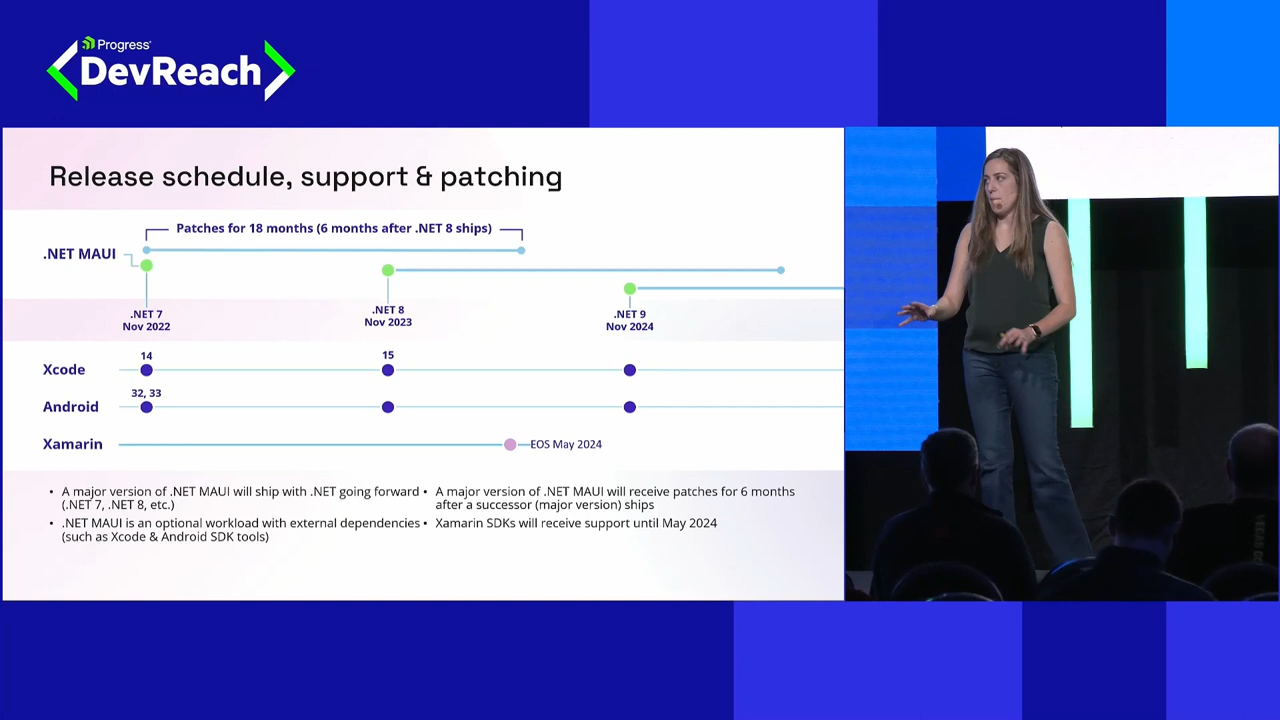 Progress®
DevReach
Release schedule, support & patching
Patches for 18 months (6 months after .NET 8 ships)
.NET MAUI
.NET 7
Nov 2022
.NET 8
Nov 2023
.NET 9
Nov 2024
14
15
Xcode
32, 33
Android
Xamarin
EOS May 2024
• A major version of .NET MAUI will ship with .NET going forward
(.NET 7, .NET 8, etc.)
• .NET MAUI is an optional workload with external dependencies
(such as Xcode & Android SDK tools)
• A major version of .NET MAUI will receive patches for 6 months
after a successor (major version) ships
• Xamarin SDKs will receive support until May 2024